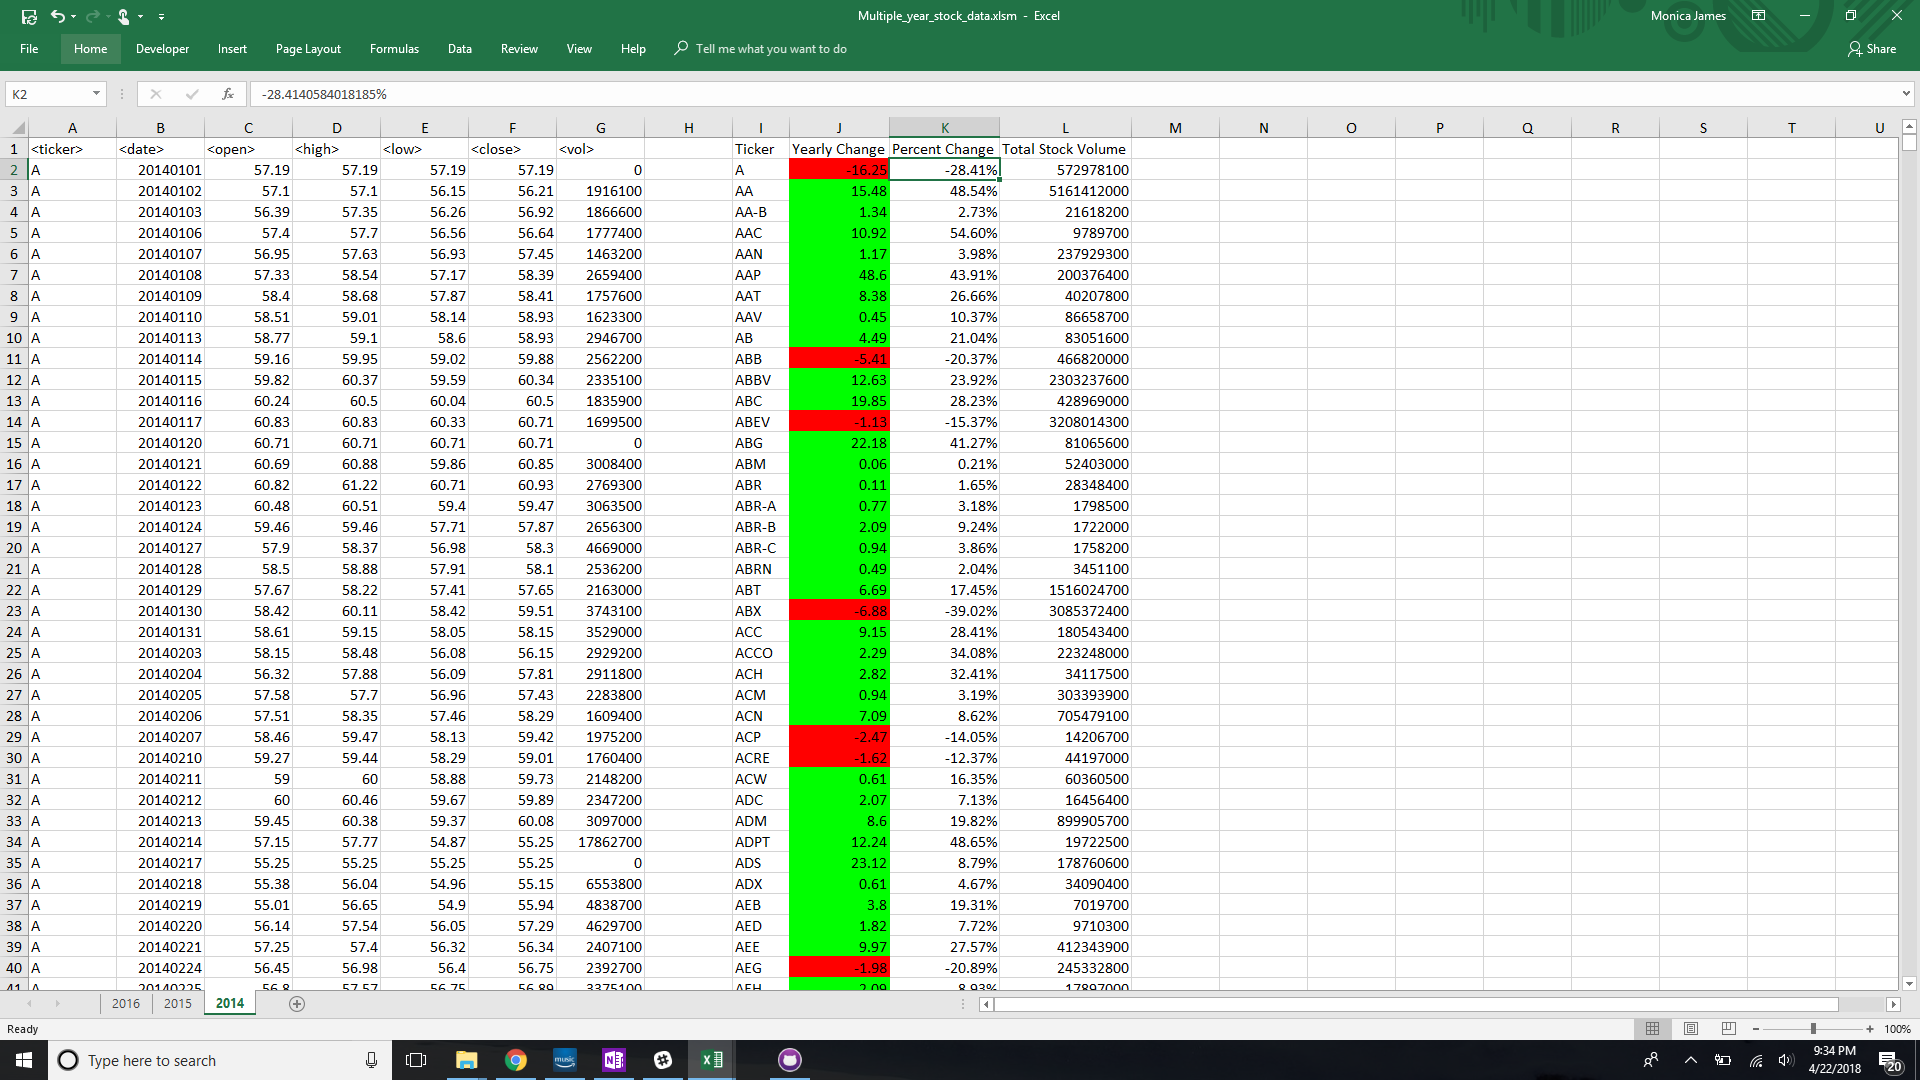 Multiple_year_stock_data.xlsm - Excel Monica James
File Home Developer Insert Page Layout Formulas Data Review View Help Tell me what you want to do Share
K2 fx -28.4140584018185%
A B C D E F G H I J K L M N O P Q R S T U
1 <ticker> <date> <open> <high> <low> <close> <vol> Ticker Yearly Change Percent Change Total Stock Volume
2 A 20140101 57.19 57.19 57.19 57.19 0 A -16.25 -28.41% 572978100
3 A 20140102 57.1 57.1 56.15 56.21 1916100 AA 15.48 48.54% 5161412000
4 A 20140103 56.39 57.35 56.26 56.92 1866600 AA-B 1.34 2.73% 21618200
5 A 20140106 57.4 57.7 56.56 56.64 1777400 AAC 10.92 54.60% 9789700
6 A 20140107 56.95 57.63 56.93 57.45 1463200 AAN 1.17 3.98% 237929300
7 A 20140108 57.33 58.54 57.17 58.39 2659400 AAP 48.6 43.91% 200376400
8 A 20140109 58.4 58.68 57.87 58.41 1757600 AAT 8.38 26.66% 40207800
9 A 20140110 58.51 59.01 58.14 58.93 1623300 AAV 0.45 10.37% 86658700
10 A 20140113 58.77 59.1 58.6 58.93 2946700 AB 4.49 21.04% 83051600
11 A 20140114 59.16 59.95 59.02 59.88 2562200 ABB -5.41 -20.37% 466820000
12 A 20140115 59.82 60.37 59.59 60.34 2335100 ABBV 12.63 23.92% 2303237600
13 A 20140116 60.24 60.5 60.04 60.5 1835900 ABC 19.85 28.23% 428969000
14 A 20140117 60.83 60.83 60.33 60.71 1699500 ABEV -1.13 -15.37% 3208014300
15 A 20140120 60.71 60.71 60.71 60.71 0 ABG 22.18 41.27% 81065600
16 A 20140121 60.69 60.88 59.86 60.85 3008400 ABM 0.06 0.21% 52403000
17 A 20140122 60.82 61.22 60.71 60.93 2769300 ABR 0.11 1.65% 28348400
18 A 20140123 60.48 60.51 59.4 59.47 3063500 ABR-A 0.77 3.18% 1798500
19 A 20140124 59.46 59.46 57.71 57.87 2656300 ABR-B 2.09 9.24% 1722000
20 A 20140127 57.9 58.37 56.98 58.3 4669000 ABR-C 0.94 3.86% 1758200
21 A 20140128 58.5 58.88 57.91 58.1 2536200 ABRN 0.49 2.04% 3451100
22 A 20140129 57.67 58.22 57.41 57.65 2163000 ABT 6.69 17.45% 1516024700
23 A 20140130 58.42 60.11 58.42 59.51 3743100 ABX -6.88 -39.02% 3085372400
24 A 20140131 58.61 59.15 58.05 58.15 3529000 ACC 9.15 28.41% 180543400
25 A 20140203 58.15 58.48 56.08 56.15 2929200 ACCO 2.29 34.08% 223248000
26 A 20140204 56.32 57.88 56.09 57.81 2911800 ACH 2.82 32.41% 34117500
27 A 20140205 57.58 57.7 56.96 57.43 2283800 ACM 0.94 3.19% 303393900
28 A 20140206 57.51 58.35 57.46 58.29 1609400 ACN 7.09 8.62% 705479100
29 A 20140207 58.46 59.47 58.13 59.42 1975200 ACP -2.47 -14.05% 14206700
30 A 20140210 59.27 59.44 58.29 59.01 1760400 ACRE -1.62 -12.37% 44197000
31 A 20140211 59 60 58.88 59.73 2148200 ACW 0.61 16.35% 60360500
32 A 20140212 60 60.46 59.67 59.89 2347200 ADC 2.07 7.13% 16456400
33 A 20140213 59.45 60.38 59.37 60.08 3097000 ADM 8.6 19.82% 899905700
34 A 20140214 57.15 57.77 54.87 55.25 17862700 ADPT 12.24 48.65% 19722500
35 A 20140217 55.25 55.25 55.25 55.25 0 ADS 23.12 8.79% 178760600
36 A 20140218 55.38 56.04 54.96 55.15 6553800 ADX 0.61 4.67% 34090400
37 A 20140219 55.01 56.65 54.9 55.94 4838700 AEB 3.8 19.31% 7019700
38 A 20140220 56.14 57.54 56.05 57.29 4629700 AED 1.82 7.72% 9710300
39 A 20140221 57.25 57.4 56.32 56.34 2407100 AEE 9.97 27.57% 412343900
40 A 20140224 56.45 56.98 56.4 56.75 2392700 AEG -1.98 -20.89% 245332800
41 A 20140225 56.8 57.57 56.75 56.89 3375100 AEH 2.09 8.93% 17897000
2016 2015 2014
Ready 100%
Type here to search music N 9:34 PM
4/22/2018 20